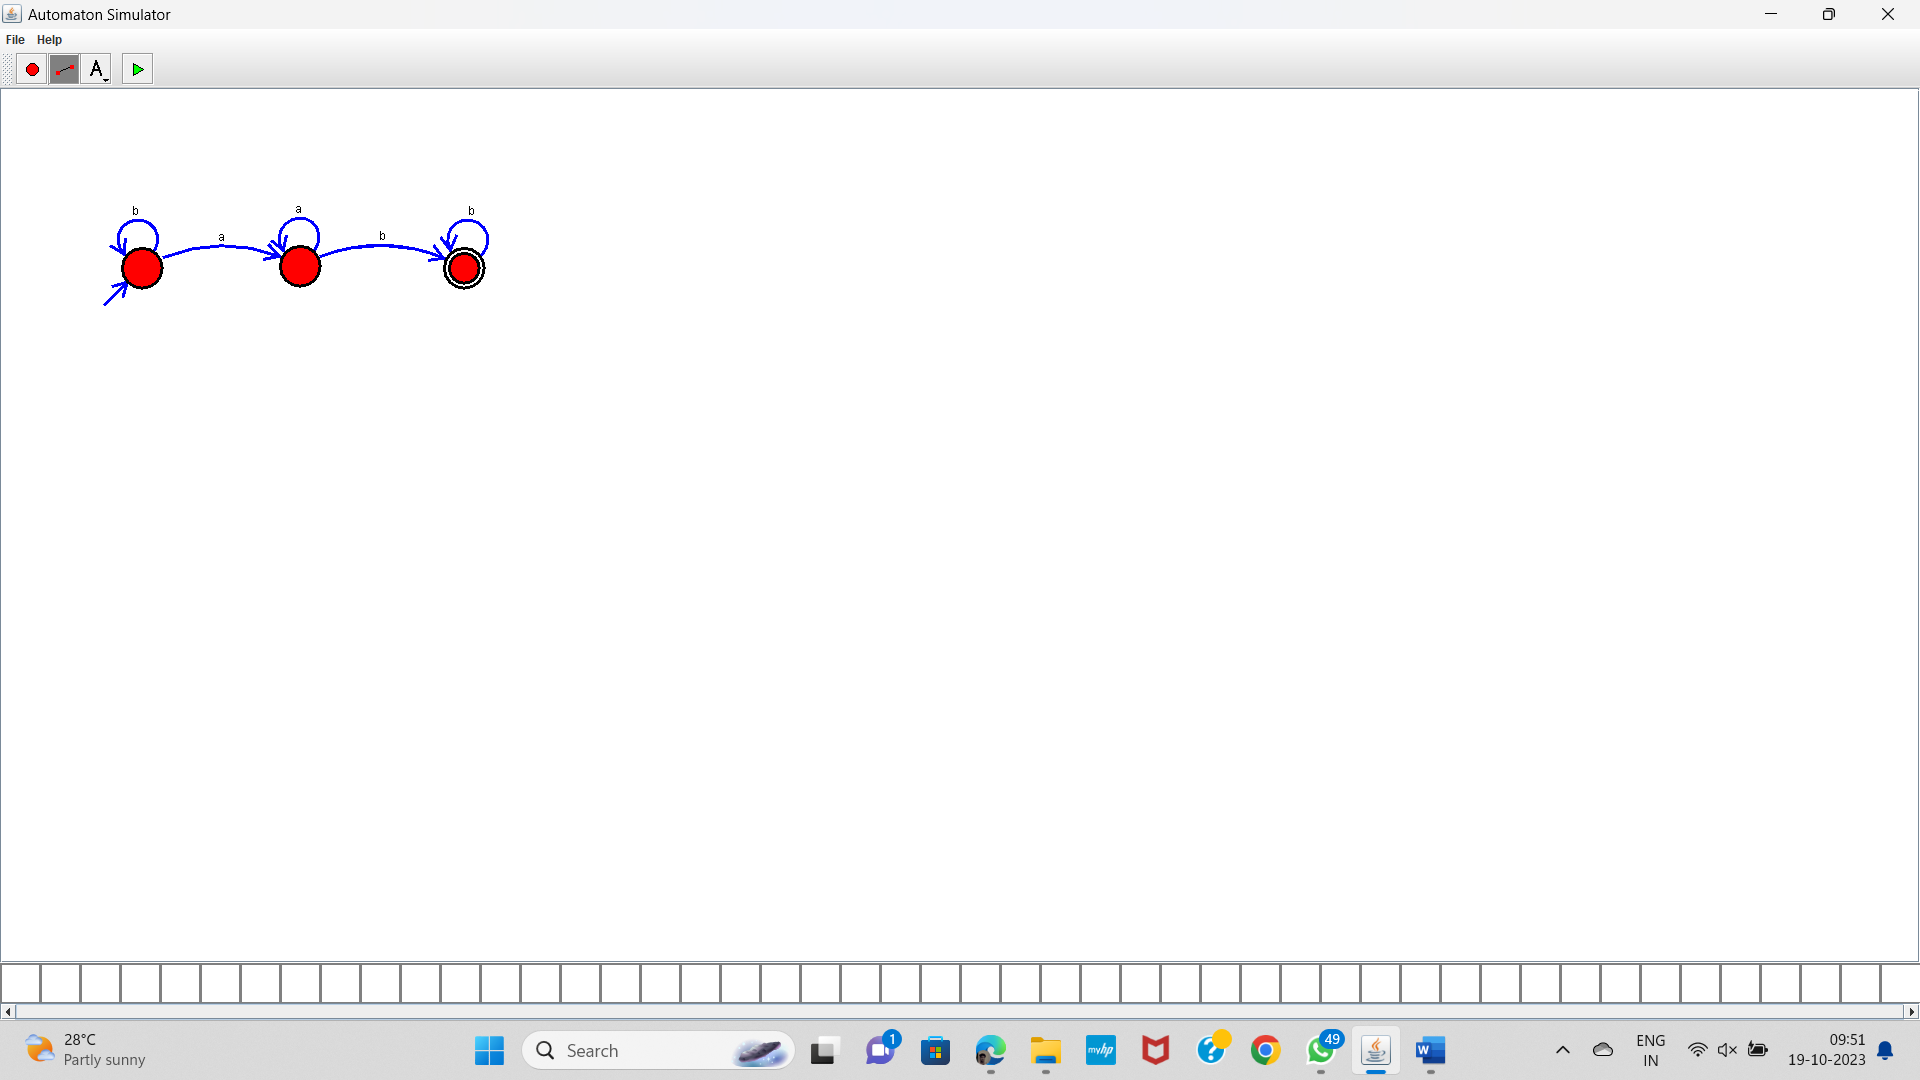 Automaton Simulator
File Help
A
b a b
a b
28°C
Partly sunny
Search
1
myhp
?
49
W
ENG
IN
09:51
19-10-2023